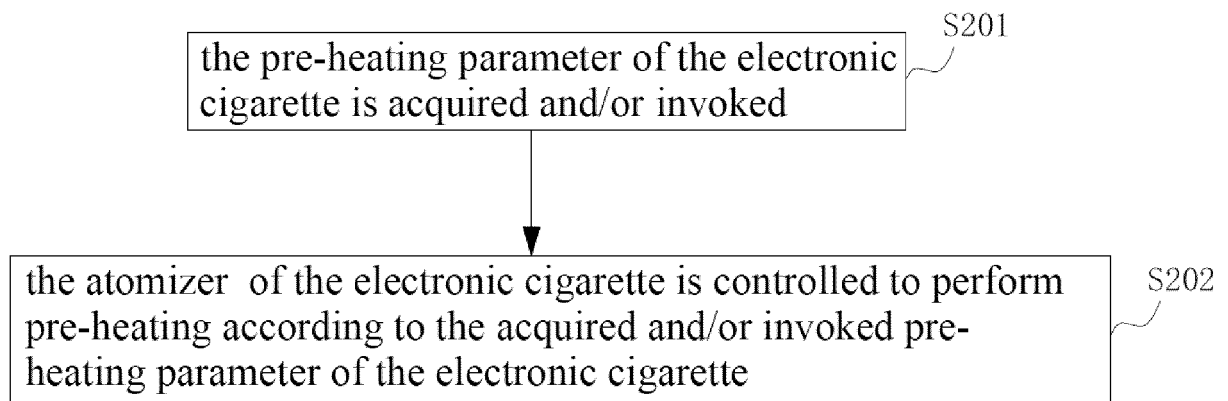 S201
the pre-heating parameter of the electronic
cigarette is acquired and/or invoked
the atomizer of the electronic cigarette is controlled to perform
pre-heating according to the acquired and/or invoked pre-
heating parameter of the electronic cigarette
S202